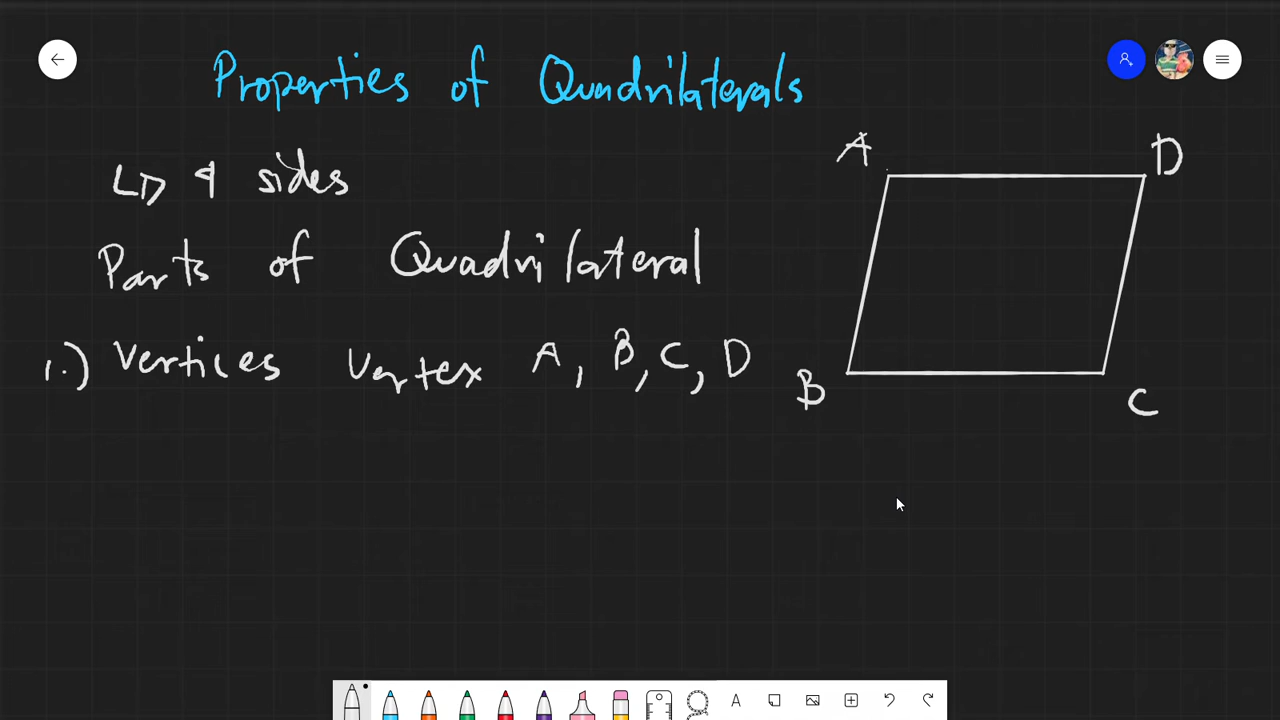 Properties of Quadrilaterals
4 sides
Parts of Quadrilateral
1.) Vertices Vertex A, B, C, D
A
D
B
C
A